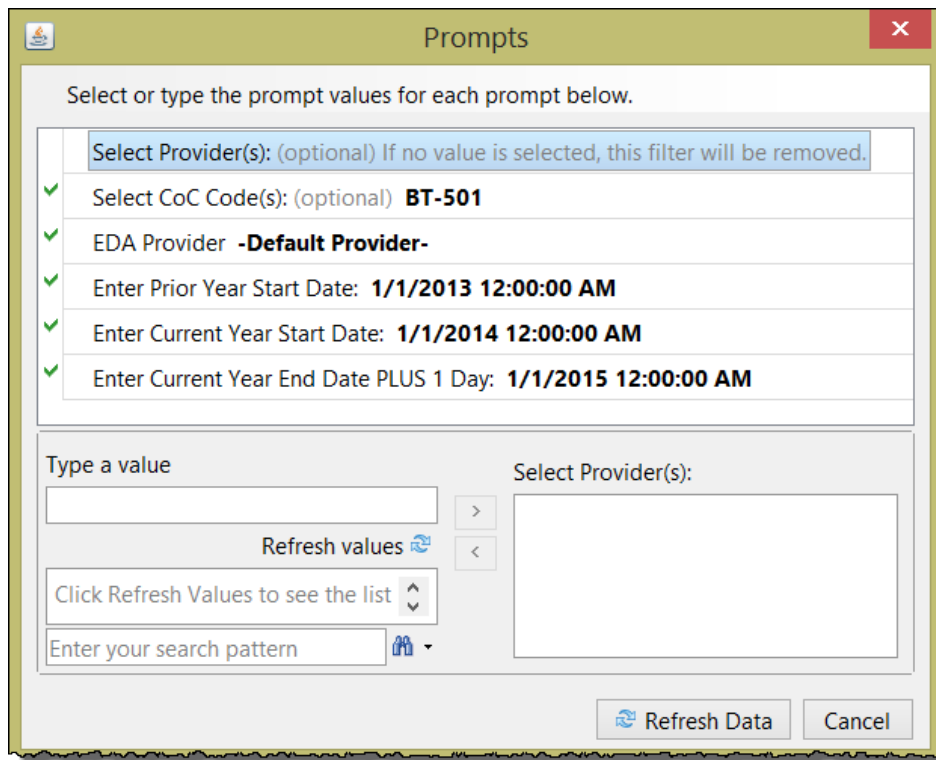 Prompts
Select or type the prompt values for each prompt below.
Select Provider(s): (optional) If no value is selected, this filter will be removed.
Select CoC Code(s): (optional) BT-501
EDA Provider -Default Provider-
Enter Prior Year Start Date: 1/1/2013 12:00:00 AM
Enter Current Year Start Date: 1/1/2014 12:00:00 AM
Enter Current Year End Date PLUS 1 Day: 1/1/2015 12:00:00 AM
Type a value
Select Provider(s):
>
Refresh values
<
Click Refresh Values to see the list
Enter your search pattern
Refresh Data
Cancel